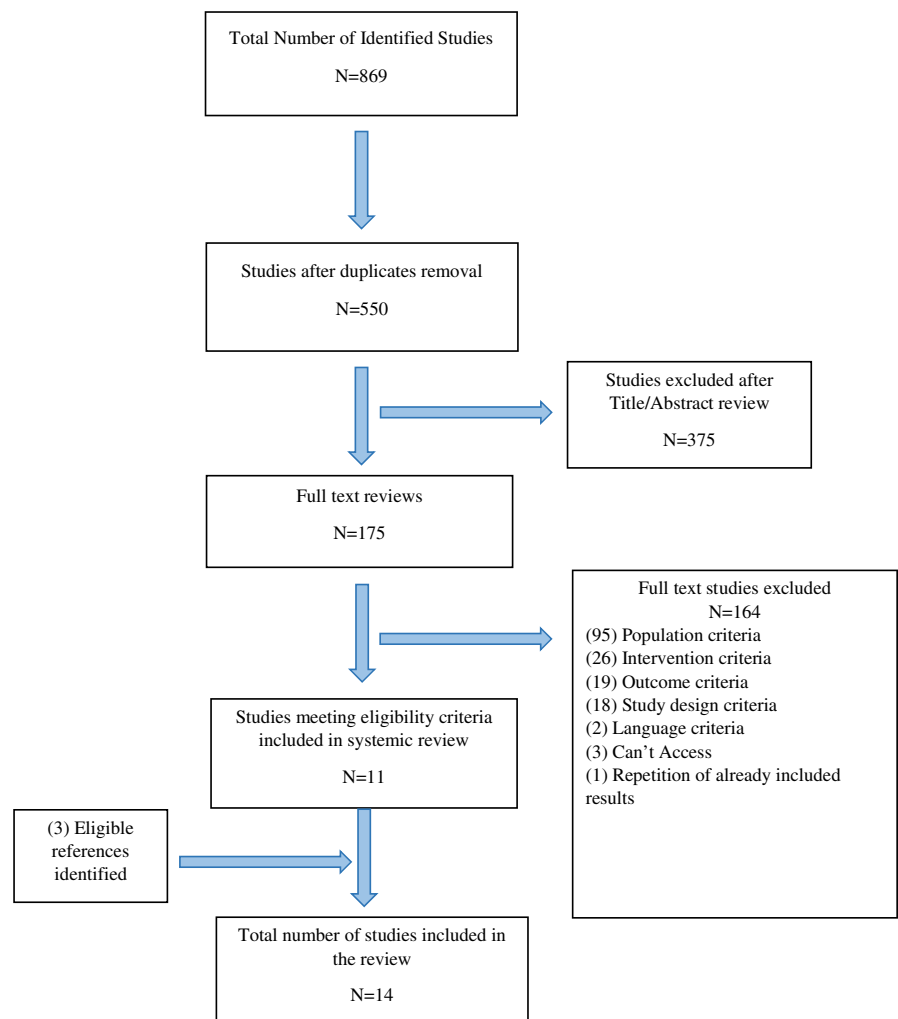 Total Number of Identified Studies
N=869
Studies after duplicates removal
N=550
Studies excluded after
Title/Abstract review
N=375
Full text reviews
N=175
Full text studies excluded
N=164
(95) Population criteria
(26) Intervention criteria
(19) Outcome criteria
(18) Study design criteria
(2) Language criteria
(3) Can't Access
(1) Repetition of already included
results
Studies meeting eligibility criteria
included in systemic review
N=11
(3) Eligible
references
identified
Total number of studies included in
the review
N=14